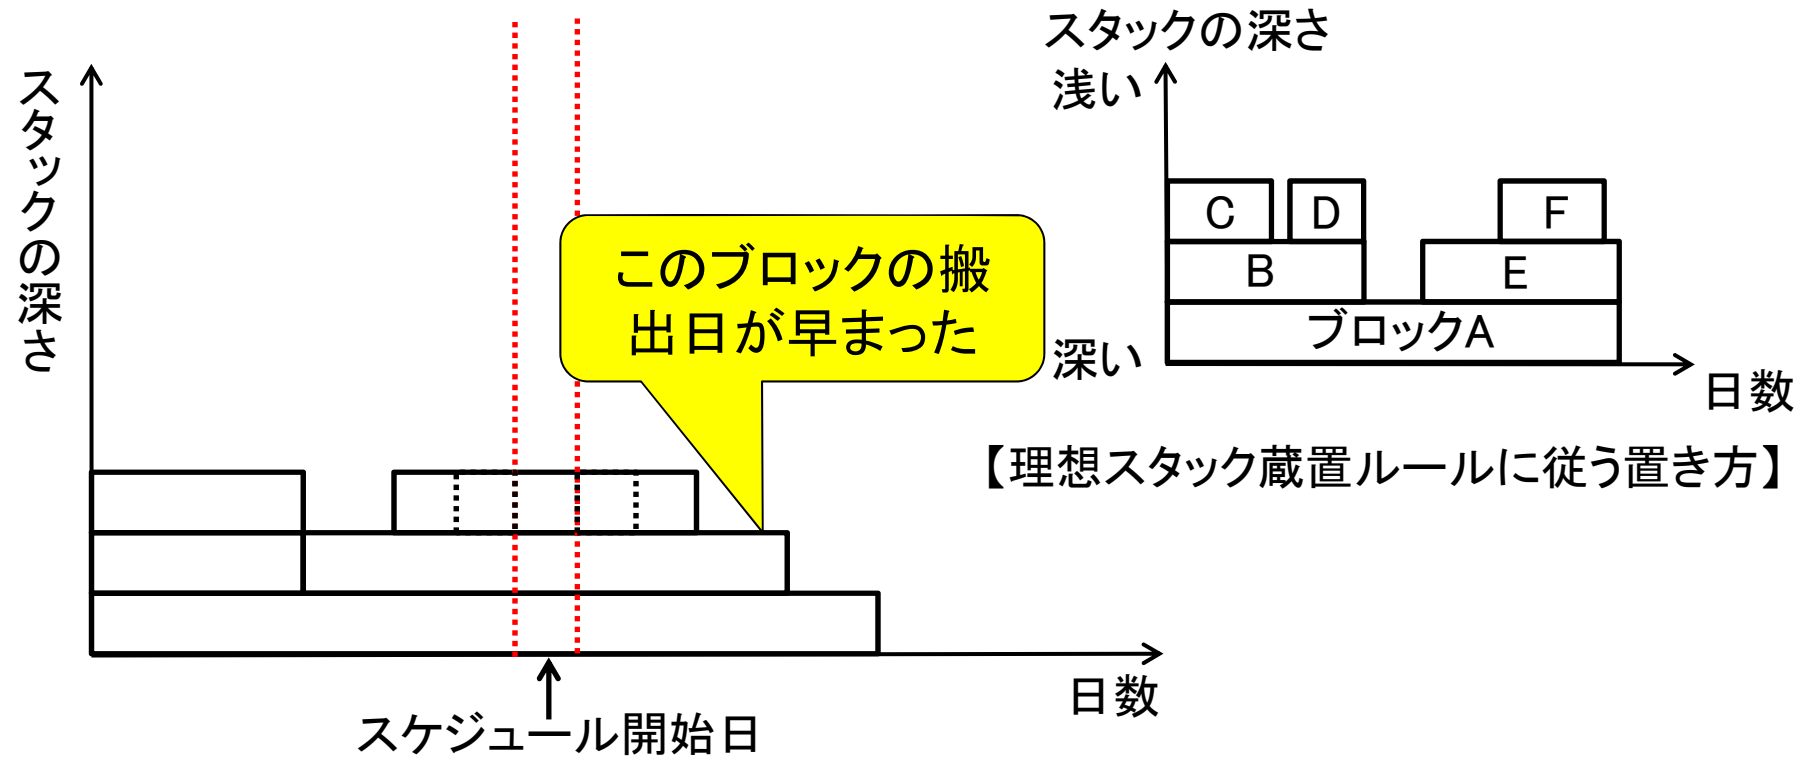 スタックの深さ
このブロックの搬
出日が早まった
日数
スケジュール開始日
スタックの深さ
浅い
C
D
F
B
E
ブロックA
深い
日数
【理想スタック蔵置ルールに従う置き方】